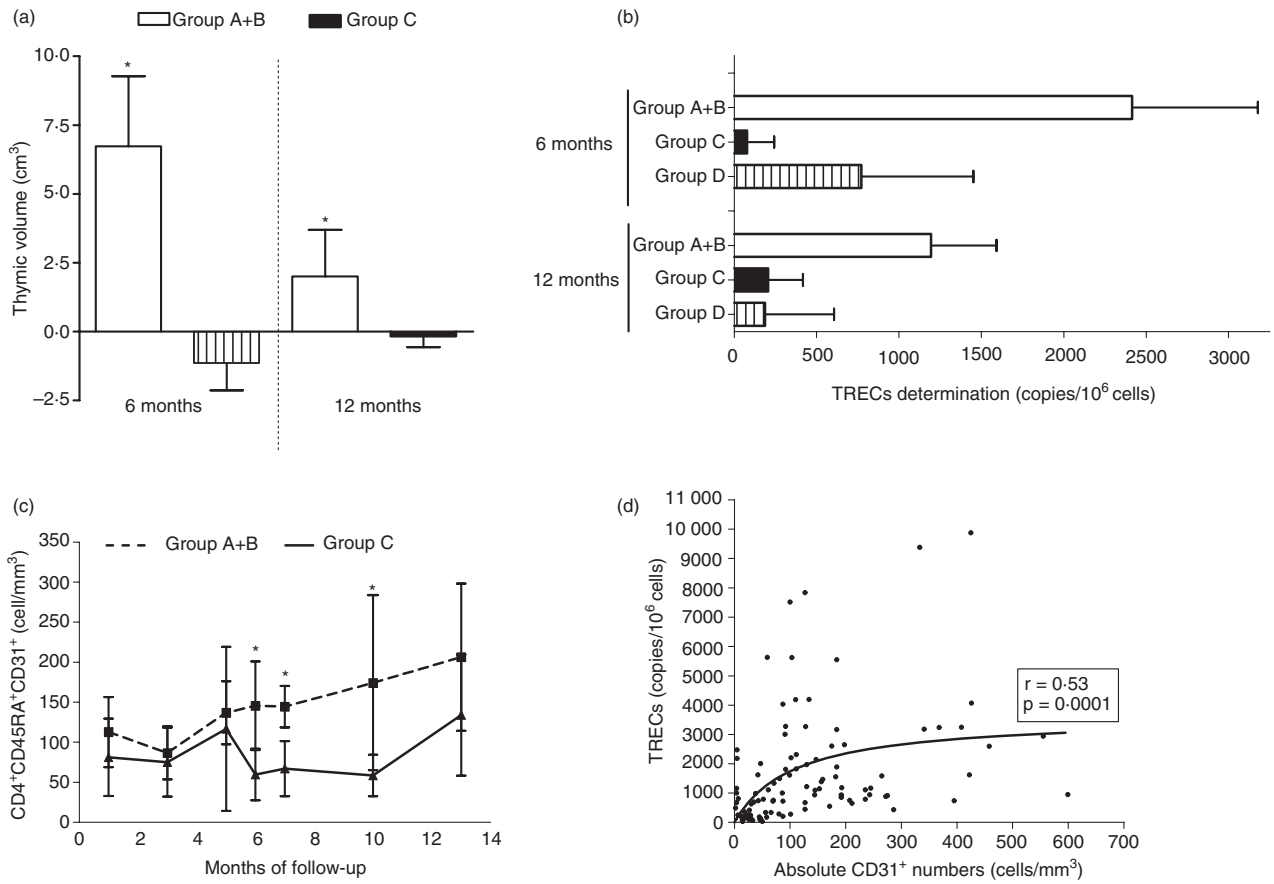 (a)
Group A+B Group C
10·0
7·5
5·0
2·5
0·0
–2·5
Thymic volume (cm³)
*
*
6 months 12 months
(b)
6 months
Group A+B
Group C
Group D
12 months
Group A+B
Group C
Group D
0 500 1000 1500 2000 2500 3000
TRECs determination (copies/10⁶ cells)
(c)
Group A+B Group C
350
300
250
200
150
100
50
0
CD4⁺CD45RA⁺CD31⁺ (cell/mm³)
*
*
*
0 2 4 6 8 10 12 14
Months of follow-up
(d)
11 000
10 000
9000
8000
7000
6000
5000
4000
3000
2000
1000
0
TRECs (copies/10⁶ cells)
r = 0·53
p = 0·0001
0 100 200 300 400 500 600 700
Absolute CD31⁺ numbers (cells/mm³)